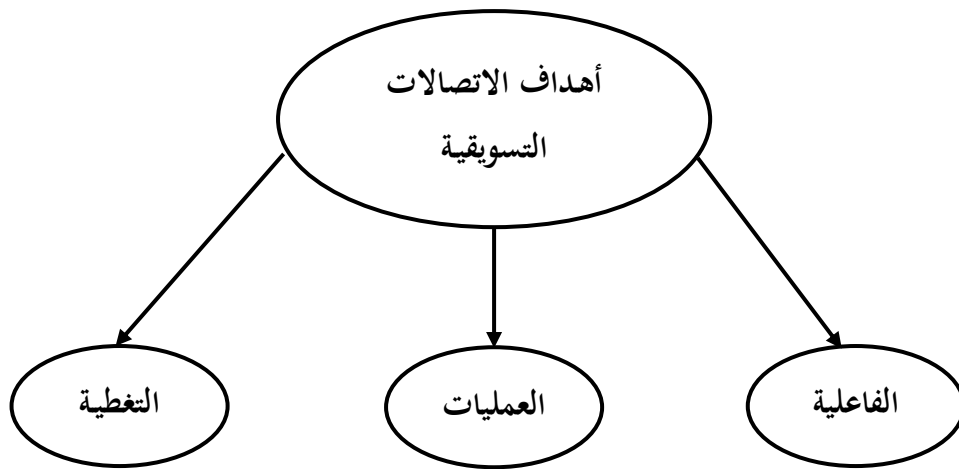 أهداف الاتصالات
التسويقية
الفاعلية
العمليات
التغطية